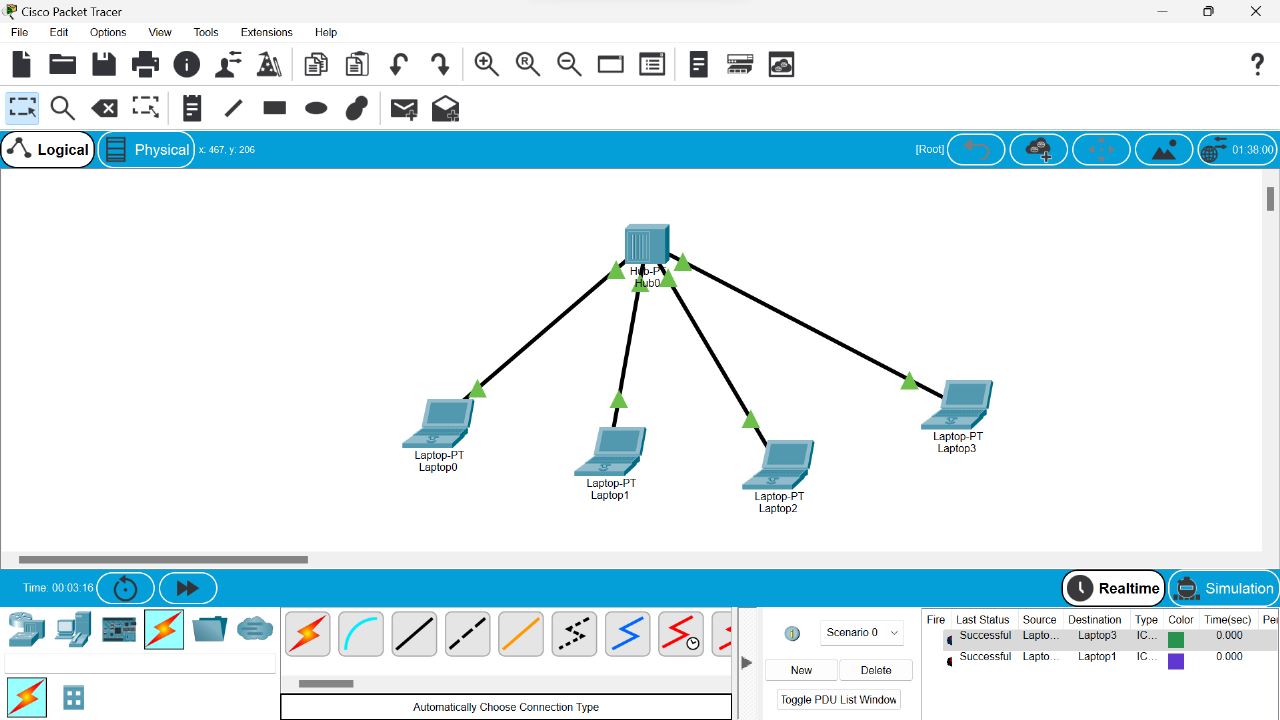 Cisco Packet Tracer
File Edit Options View Tools Extensions Help
Logical Physical x: 467, y: 206 [Root] 01:38:00
Hub-PT
Hub0
Laptop-PT
Laptop0
Laptop-PT
Laptop1
Laptop-PT
Laptop2
Laptop-PT
Laptop3
Time: 00:03:16 Realtime Simulation
Scenario 0
New Delete
Toggle PDU List Window
Automatically Choose Connection Type
Fire Last Status Source Destination Type Color Time(sec) Per
Successful Lapto... Laptop3 IC... 0.000
Successful Lapto... Laptop1 IC... 0.000